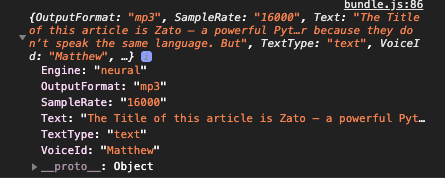 bundle.js:86
{OutputFormat: "mp3", SampleRate: "16000", Text: "The Title
of this article is Zato — a powerful Pyt…r because they do
n't speak the same language. But", TextType: "text", VoiceI
d: "Matthew", …} i
Engine: "neural"
OutputFormat: "mp3"
SampleRate: "16000"
Text: "The Title of this article is Zato — a powerful Pyt…
TextType: "text"
VoiceId: "Matthew"
__proto__: Object